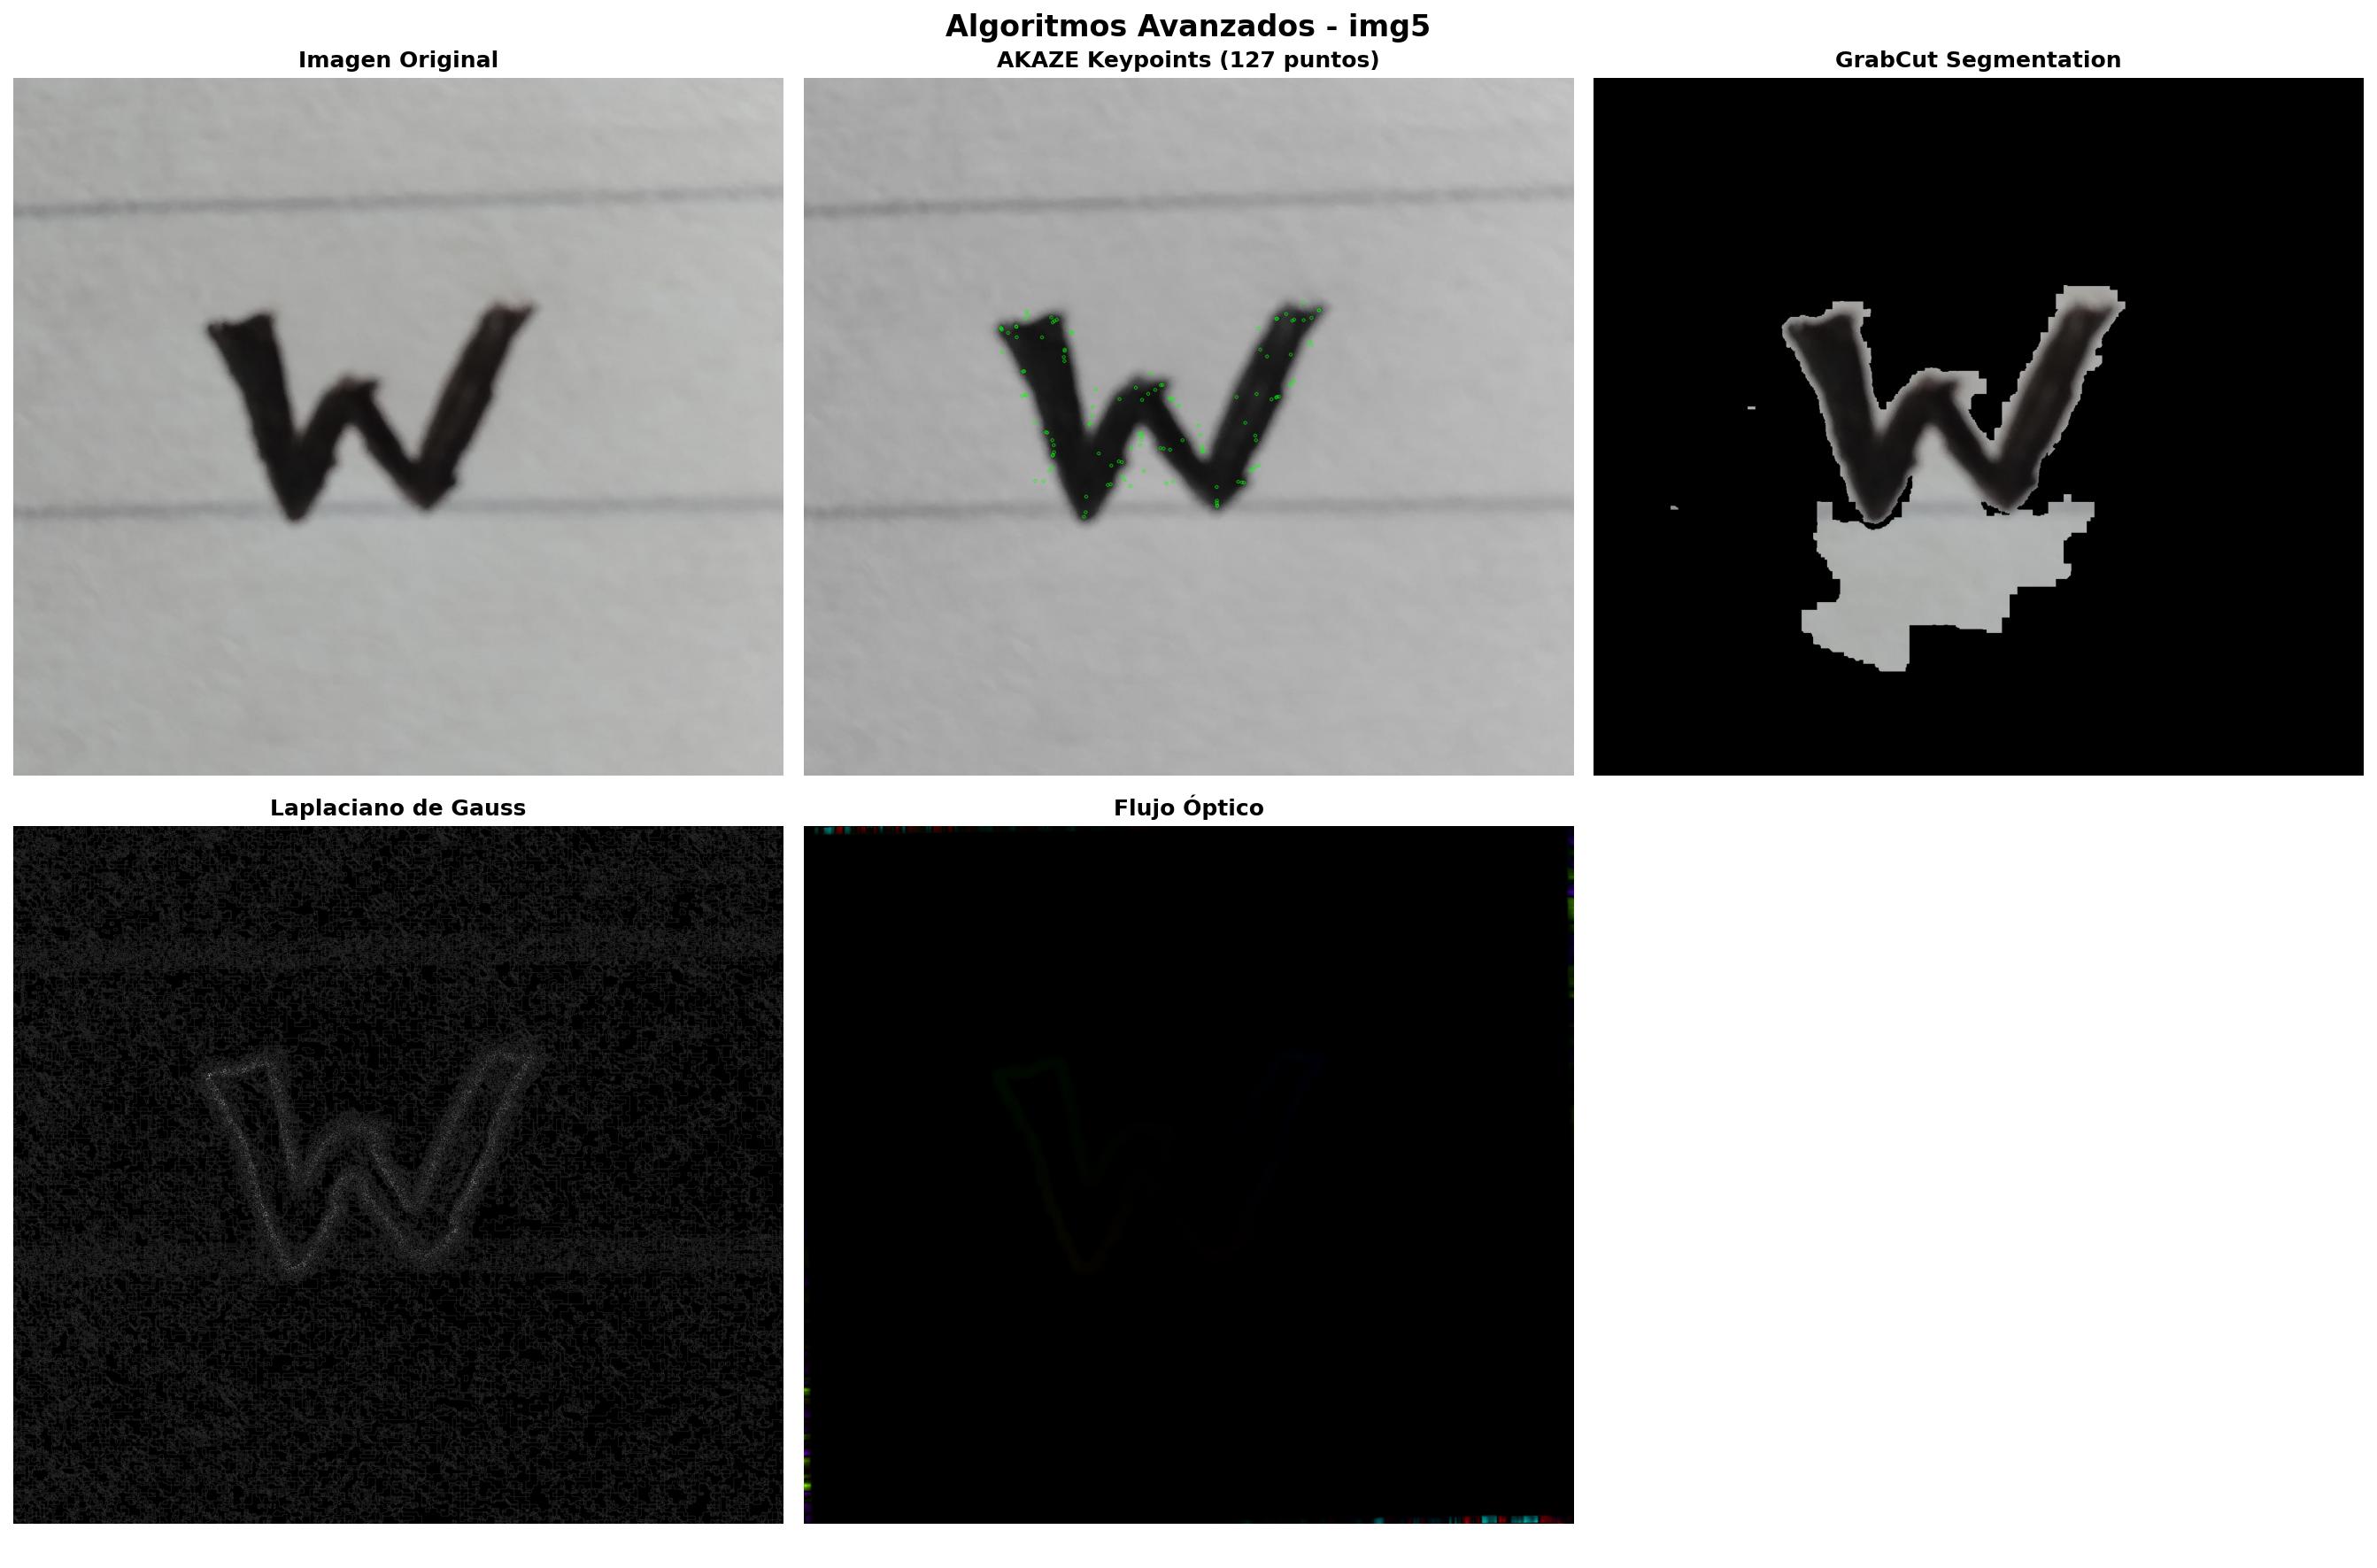 Algoritmos Avanzados - img5
Imagen Original
AKAZE Keypoints (127 puntos)
GrabCut Segmentation
W
W
W
Laplaciano de Gauss
Flujo Óptico
W
W